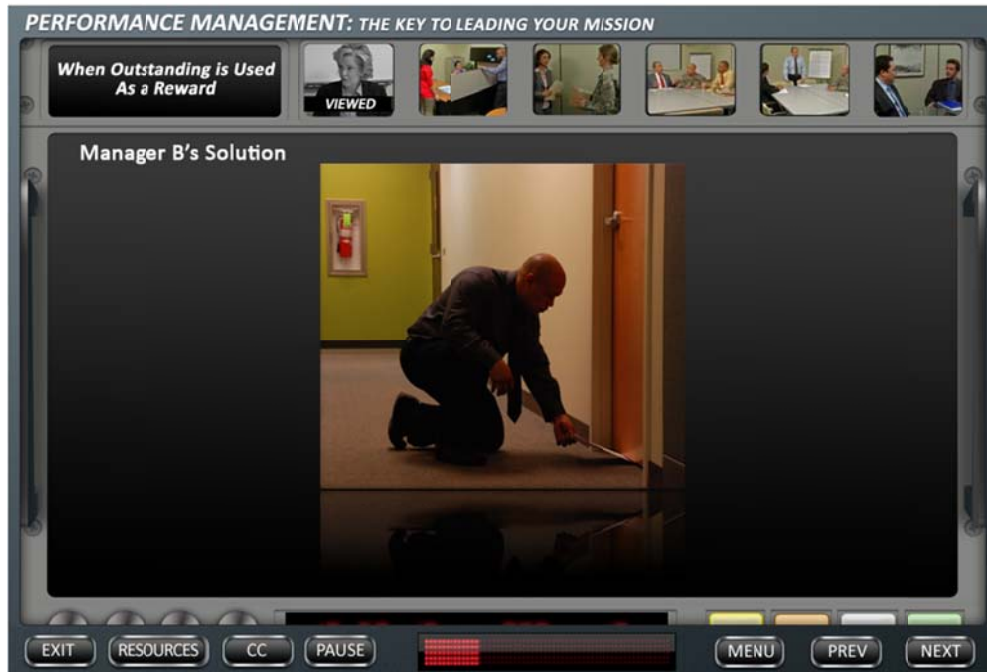 PERFORMANCE MANAGEMENT: THE KEY TO LEADING YOUR MISSION
When Outstanding is Used
As a Reward
VIEWED
Manager B's Solution
EXIT
RESOURCES
CC
PAUSE
MENU
PREV
NEXT